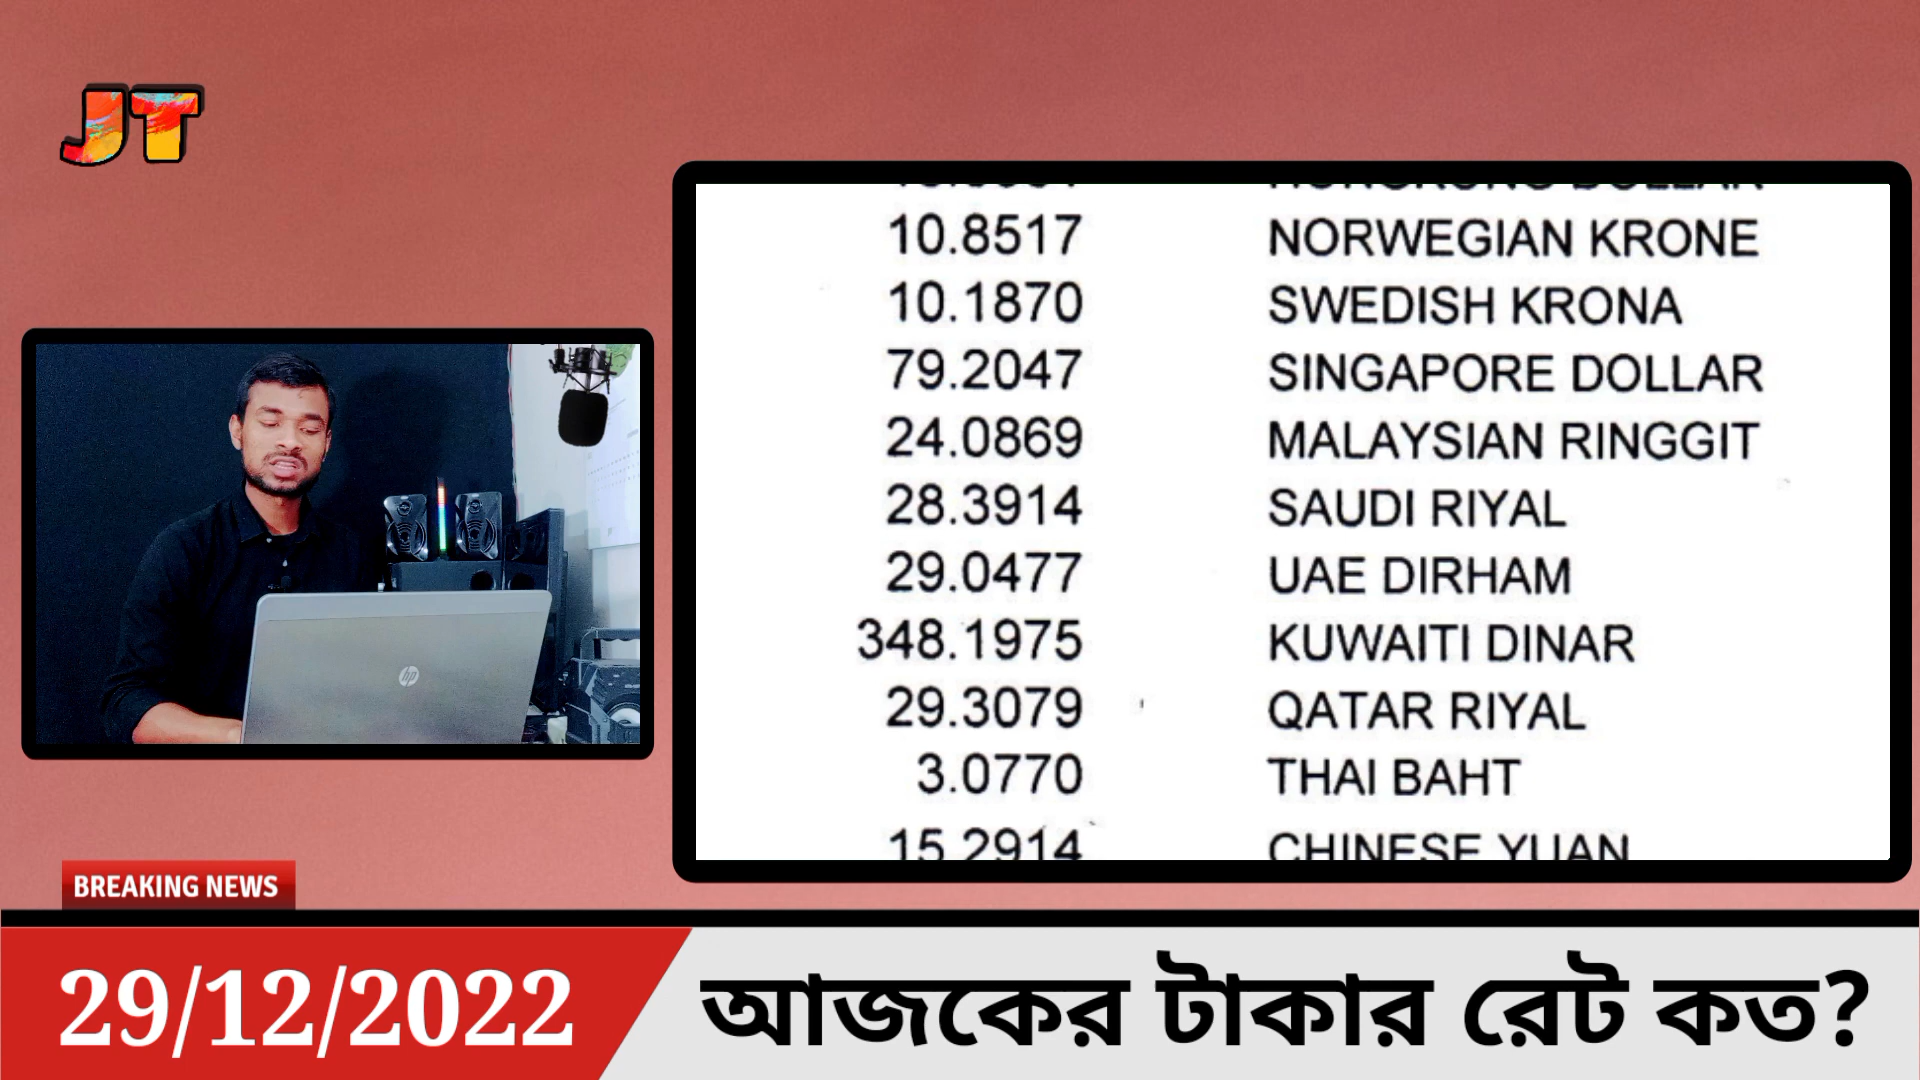 JT
10.8517 NORWEGIAN KRONE
10.1870 SWEDISH KRONA
79.2047 SINGAPORE DOLLAR
24.0869 MALAYSIAN RINGGIT
28.3914 SAUDI RIYAL
29.0477 UAE DIRHAM
348.1975 KUWAITI DINAR
29.3079 QATAR RIYAL
3.0770 THAI BAHT
15.2914 CHINESE YUAN
hp
BREAKING NEWS
29/12/2022 আজকের টাকার রেট কত?